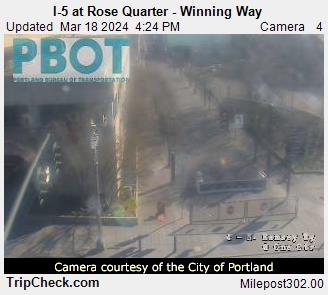 I-5 at Rose Quarter - Winning Way
Updated Mar 18 2024 4:24 PM Camera 4
PBOT
PORTLAND BUREAU OF TRANSPORTATION
Camera courtesy of the City of Portland
TripCheck.com Milepost302.00